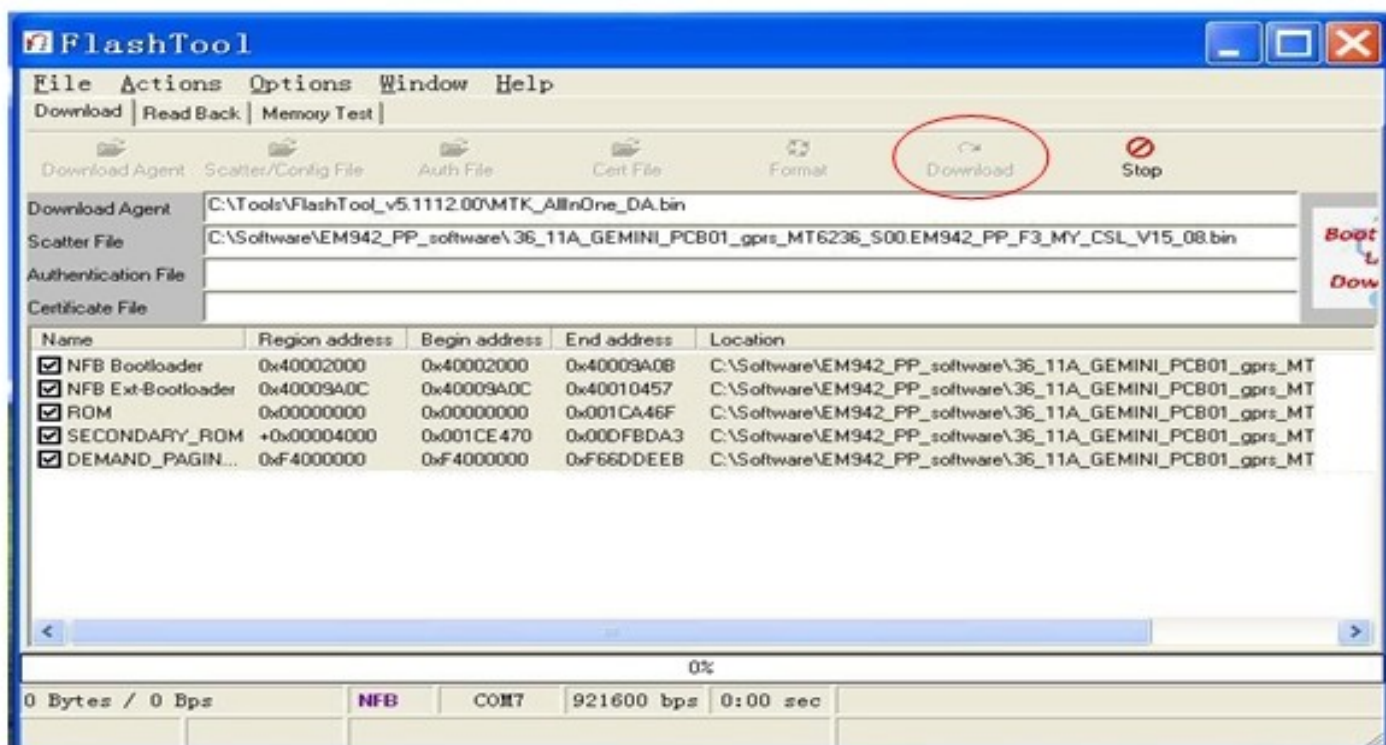 FlashTool
File Actions Options Window Help
Download Read Back Memory Test
Download Agent Scatter/Config File Auth File Cert File Format Download Stop
Download Agent C:\Tools\FlashTool_v5.1112.00\MTK_AllInOne_DA.bin
Scatter File C:\Software\EM942_PP_software\36_11A_GEMINI_PCB01_gprs_MT6236_S00.EM942_PP_F3_MY_CSL_V15_08.bin
Boot
L
Authentication File
Dow
Certificate File
Name Region address Begin address End address Location
NFB Bootloader 0x40002000 0x40002000 0x40009A0B C:\Software\EM942_PP_software\36_11A_GEMINI_PCB01_gprs_MT
NFB Ext-Bootloader 0x40009A0C 0x40009A0C 0x40010457 C:\Software\EM942_PP_software\36_11A_GEMINI_PCB01_gprs_MT
ROM 0x00000000 0x00000000 0x001CA46F C:\Software\EM942_PP_software\36_11A_GEMINI_PCB01_gprs_MT
SECONDARY_ROM +0x00004000 0x001CE470 0x00DFBDA3 C:\Software\EM942_PP_software\36_11A_GEMINI_PCB01_gprs_MT
DEMAND_PAGIN... 0xF4000000 0xF4000000 0xF66DDEEB C:\Software\EM942_PP_software\36_11A_GEMINI_PCB01_gprs_MT
0%
0 Bytes / 0 Bps NFB COM7 921600 bps 0:00 sec